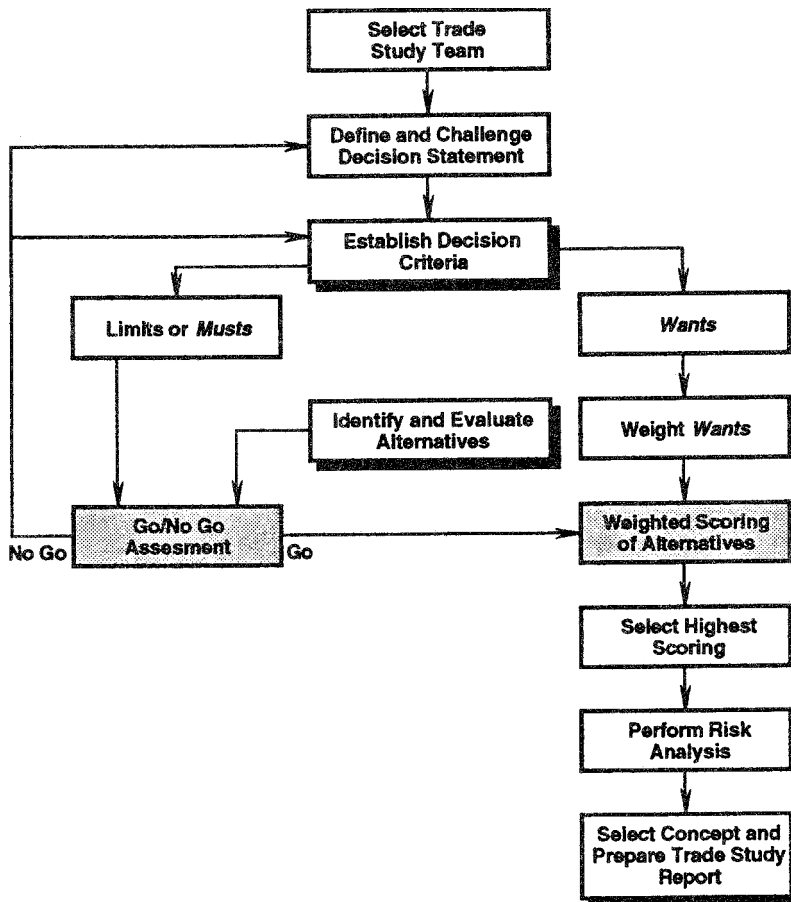 Select Trade
Study Team
Define and Challenge
Decision Statement
Establish Decision
Criteria
Limits or Musts
Wants
Identify and Evaluate
Alternatives
Weight Wants
Go/No Go
Assesment
No Go
Go
Weighted Scoring
of Alternatives
Select Highest
Scoring
Perform Risk
Analysis
Select Concept and
Prepare Trade Study
Report